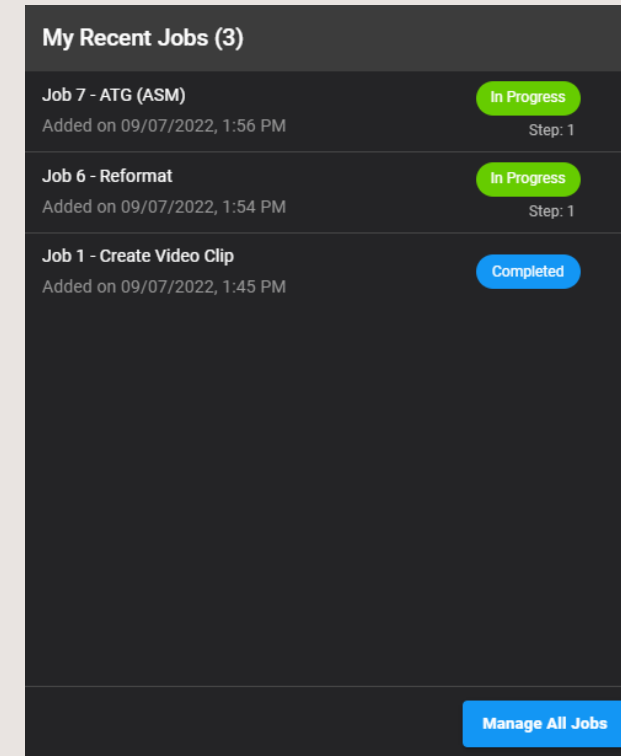 My Recent Jobs (3)
Job 7 - ATG (ASM)
In Progress
Added on 09/07/2022, 1:56 PM
Step: 1
Job 6 - Reformat
In Progress
Added on 09/07/2022, 1:54 PM
Step: 1
Job 1 - Create Video Clip
Completed
Added on 09/07/2022, 1:45 PM
Manage All Jobs